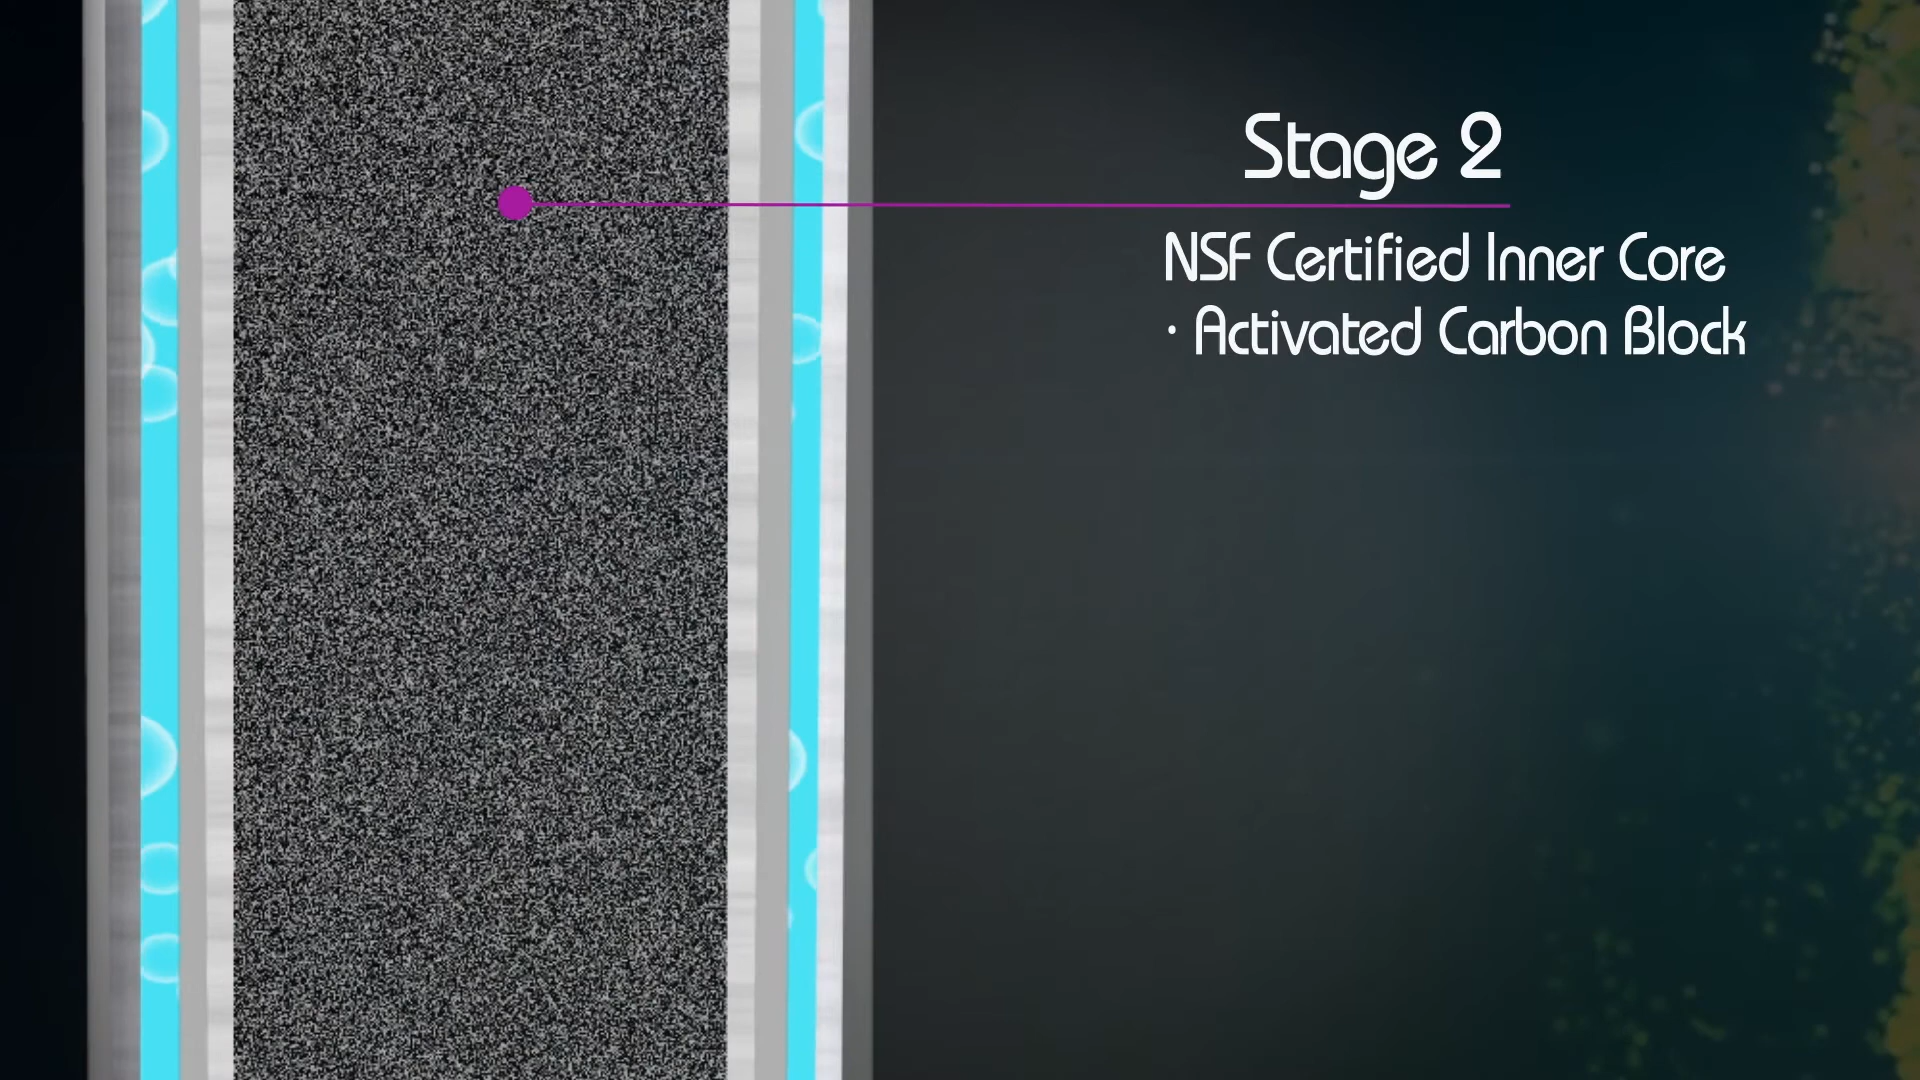 Stage 2
NSF Certified Inner Core
· Activated Carbon Block